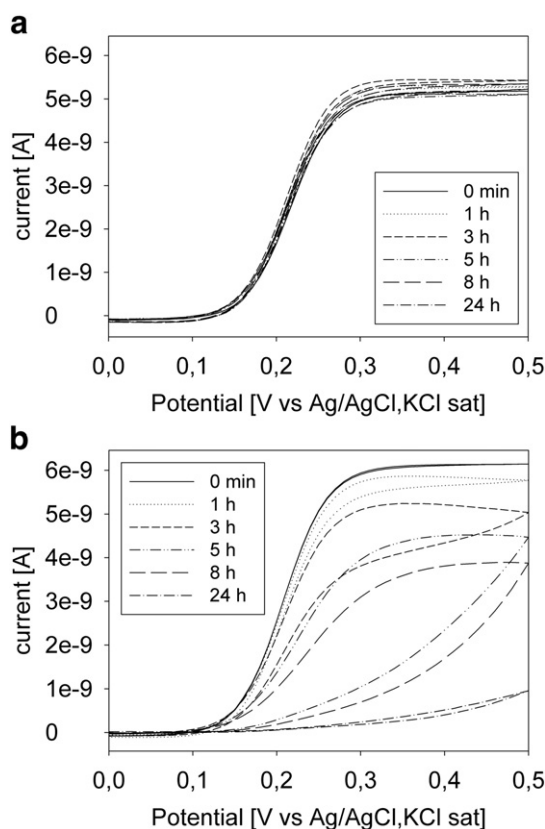 a
6e-9
5e-9
4e-9
3e-9
2e-9
1e-9
0
current [A]
0 min
1 h
3 h
5 h
8 h
24 h
0,0 0,1 0,2 0,3 0,4 0,5
Potential [V vs Ag/AgCl,KCl sat]
b
6e-9
5e-9
4e-9
3e-9
2e-9
1e-9
0
current [A]
0 min
1 h
3 h
5 h
8 h
24 h
0,0 0,1 0,2 0,3 0,4 0,5
Potential [V vs Ag/AgCl,KCl sat]